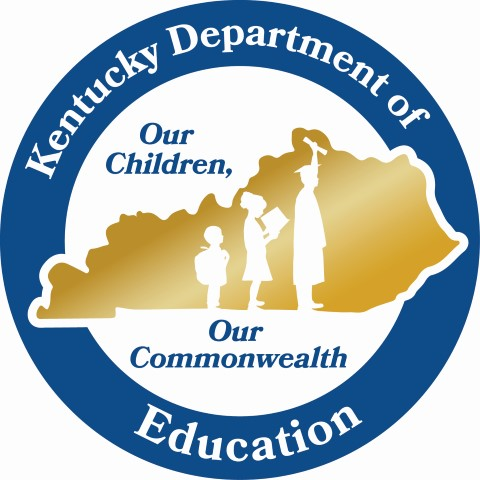 Kentucky Department of
Our
Children,
Our
Commonwealth
Education